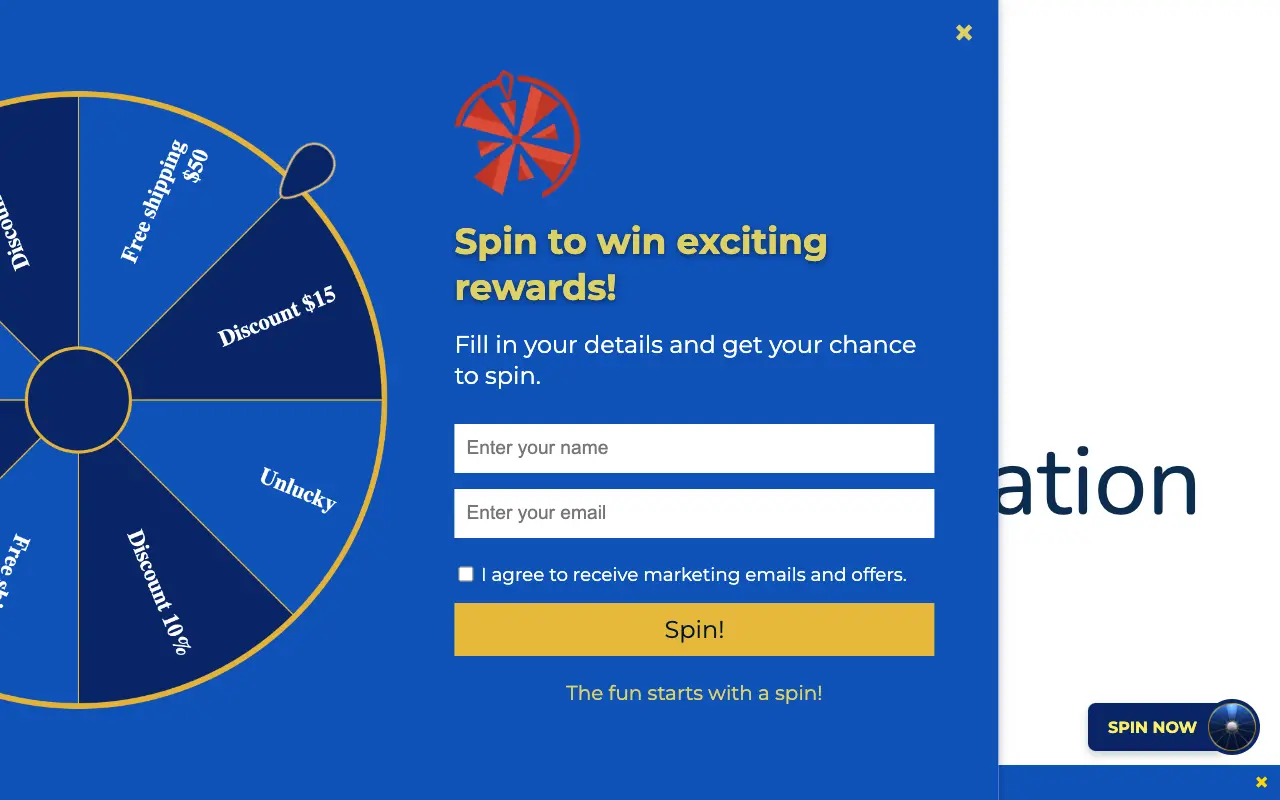 ✖
Discoun
Free shipping
$50
Discount $15
Unlucky
Discount 10%
Free shi
Spin to win exciting
rewards!
Fill in your details and get your chance
to spin.
Enter your name
Enter your email
I agree to receive marketing emails and offers.
Spin!
The fun starts with a spin!
ation
SPIN NOW
✖